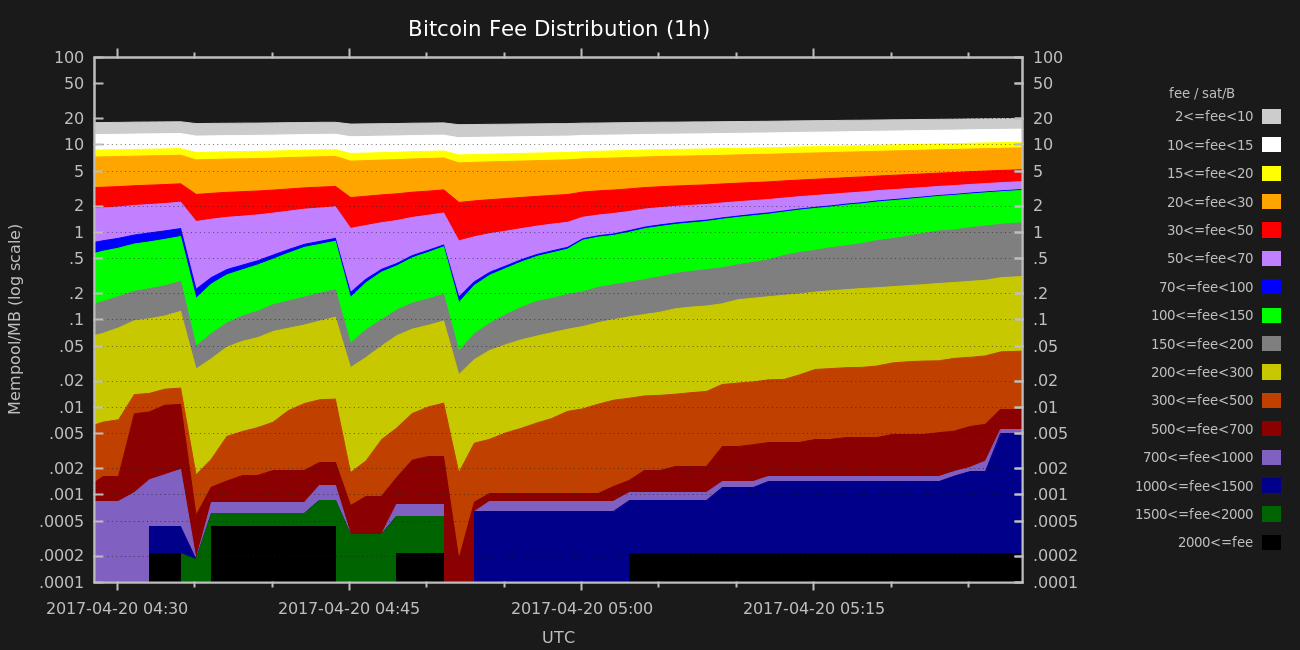 Bitcoin Fee Distribution (1h)
Mempool/MB (log scale)
100
50
20
10
5
2
1
.5
.2
.1
.05
.02
.01
.005
.002
.001
.0005
.0002
.0001
100
50
20
10
5
2
1
.5
.2
.1
.05
.02
.01
.005
.002
.001
.0005
.0002
.0001
fee / sat/B
2<=fee<10
10<=fee<15
15<=fee<20
20<=fee<30
30<=fee<50
50<=fee<70
70<=fee<100
100<=fee<150
150<=fee<200
200<=fee<300
300<=fee<500
500<=fee<700
700<=fee<1000
1000<=fee<1500
1500<=fee<2000
2000<=fee
2017-04-20 04:30 2017-04-20 04:45 2017-04-20 05:00 2017-04-20 05:15
UTC